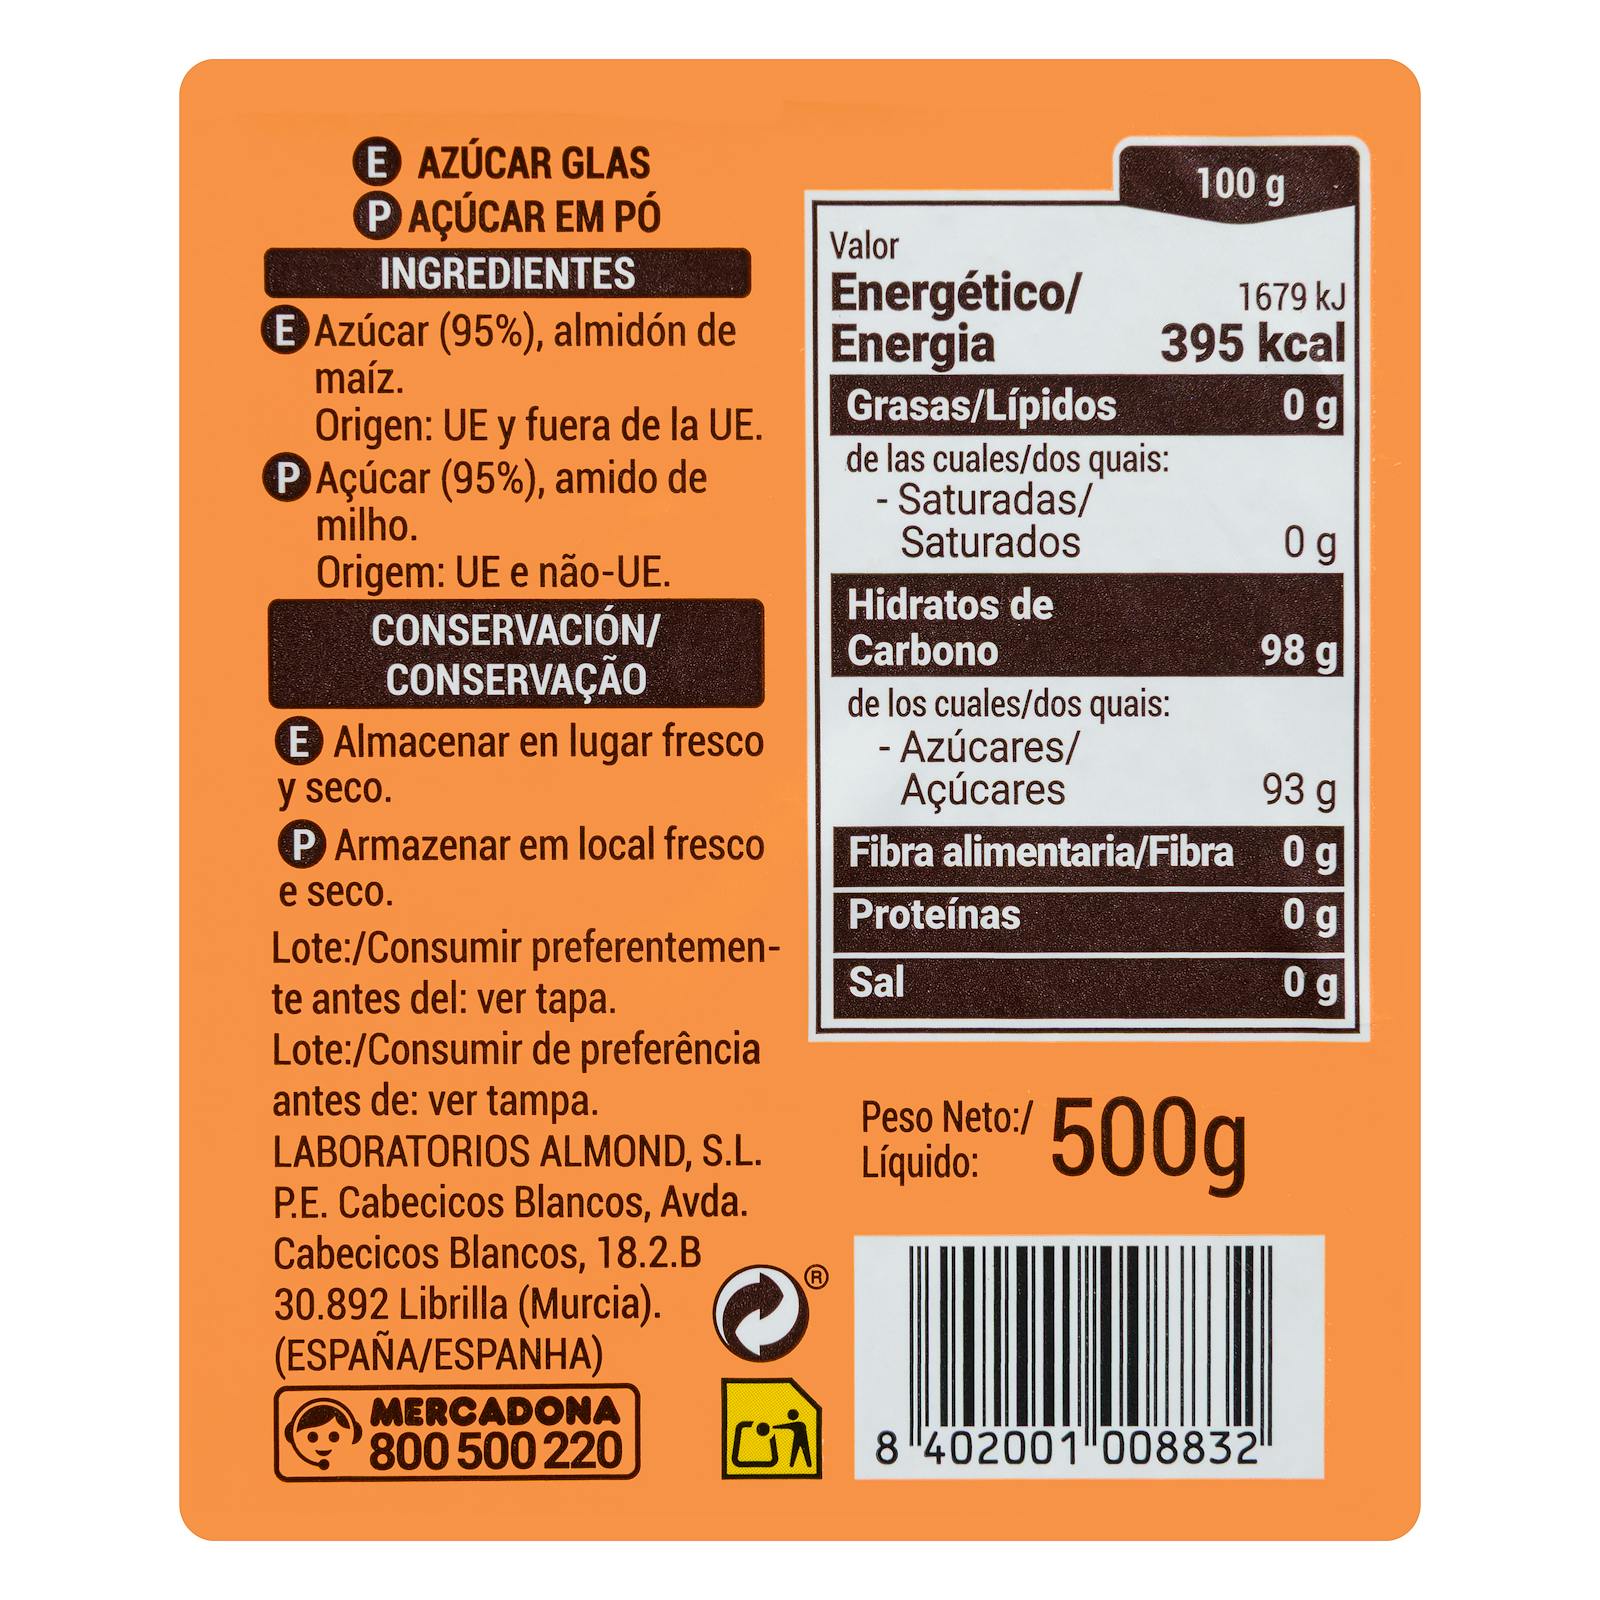 E AZÚCAR GLAS
P AÇÚCAR EM PÓ
INGREDIENTES
E Azúcar (95%), almidón de
maíz.
Origen: UE y fuera de la UE.
P Açúcar (95%), amido de
milho.
Origem: UE e não-UE.
CONSERVACIÓN/
CONSERVAÇÃO
E Almacenar en lugar fresco
y seco.
P Armazenar em local fresco
e seco.
Lote:/Consumir preferentemen-
te antes del: ver tapa.
Lote:/Consumir de preferência
antes de: ver tampa.
LABORATORIOS ALMOND, S.L.
P.E. Cabecicos Blancos, Avda.
Cabecicos Blancos, 18.2.B
30.892 Librilla (Murcia).
(ESPAÑA/ESPANHA)
MERCADONA
800 500 220
®
100 g
Valor
Energético/ 1679 kJ
Energia 395 kcal
Grasas/Lípidos 0 g
de las cuales/dos quais:
- Saturadas/
Saturados 0 g
Hidratos de
Carbono 98 g
de los cuales/dos quais:
- Azúcares/
Açúcares 93 g
Fibra alimentaria/Fibra 0 g
Proteínas 0 g
Sal 0 g
Peso Neto:/ 500g
Líquido:
8 402001 008832